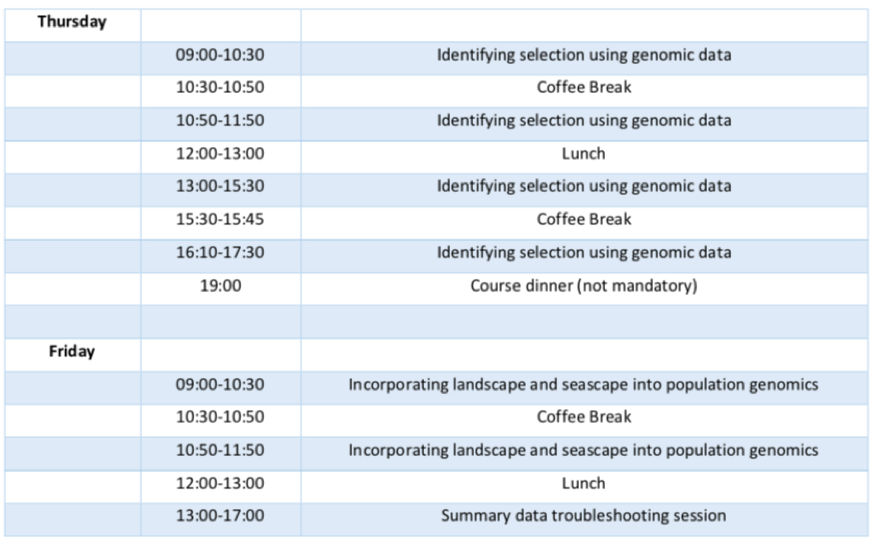 Thursday
09:00-10:30 Identifying selection using genomic data
10:30-10:50 Coffee Break
10:50-11:50 Identifying selection using genomic data
12:00-13:00 Lunch
13:00-15:30 Identifying selection using genomic data
15:30-15:45 Coffee Break
16:10-17:30 Identifying selection using genomic data
19:00 Course dinner (not mandatory)
Friday
09:00-10:30 Incorporating landscape and seascape into population genomics
10:30-10:50 Coffee Break
10:50-11:50 Incorporating landscape and seascape into population genomics
12:00-13:00 Lunch
13:00-17:00 Summary data troubleshooting session